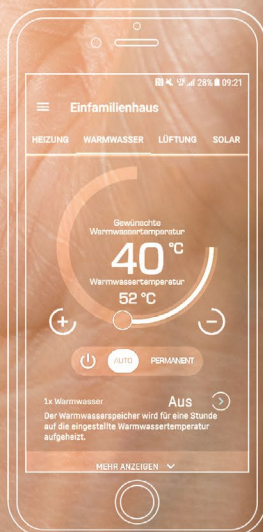 28% 09:21
Einfamilienhaus
HEIZUNG WARMWASSER LÜFTUNG SOLAR
Gewünschte
Warmwassertemperatur
40 °C
Warmwassertemperatur
52 °C
AUTO PERMANENT
1x Warmwasser Aus
Der Warmwasserspeicher wird für eine Stunde
auf die eingestellte Warmwassertemperatur
aufgeheizt.
MEHR ANZEIGEN